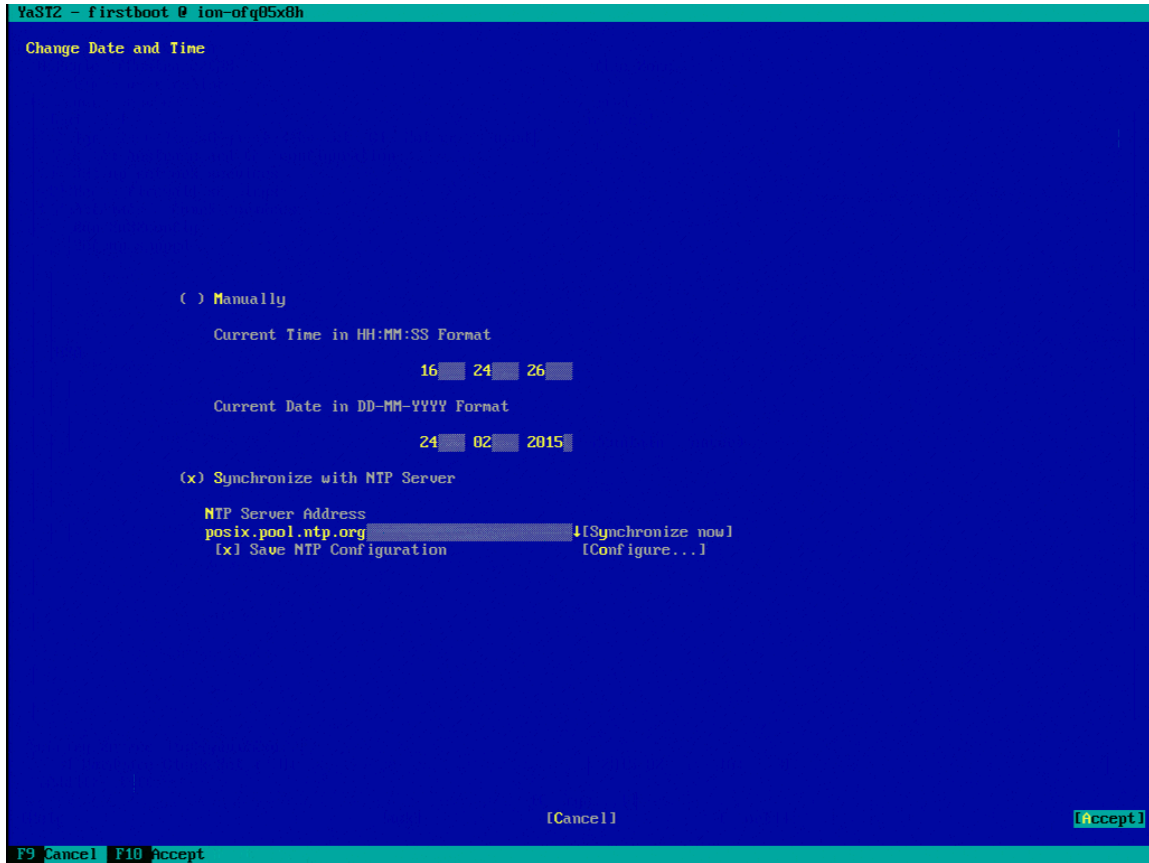 YaST2 - firstboot @ ion-ofq05x8h
Change Date and Time
( ) Manually
Current Time in HH:MM:SS Format
16 24 26
Current Date in DD-MM-YYYY Format
24 02 2015
(x) Synchronize with NTP Server
NTP Server Address
posix.pool.ntp.org ↓[Synchronize now]
[x] Save NTP Configuration [Configure...]
[Cancel] [Accept]
F9 Cancel F10 Accept